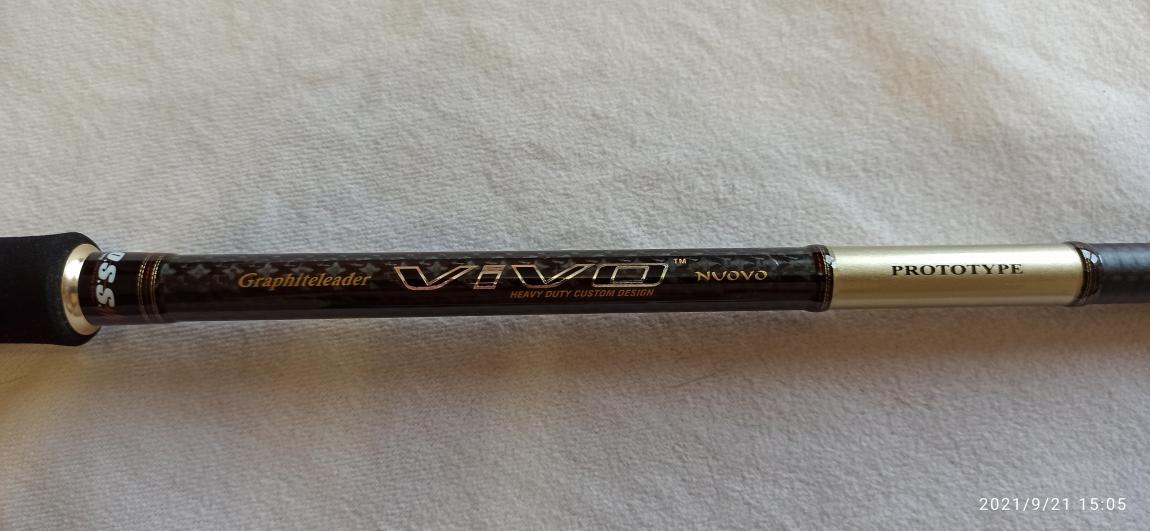 Graphiteleader ViVO™ NUOVO
HEAVY DUTY CUSTOM DESIGN
PROTOTYPE
2021/9/21 15:05